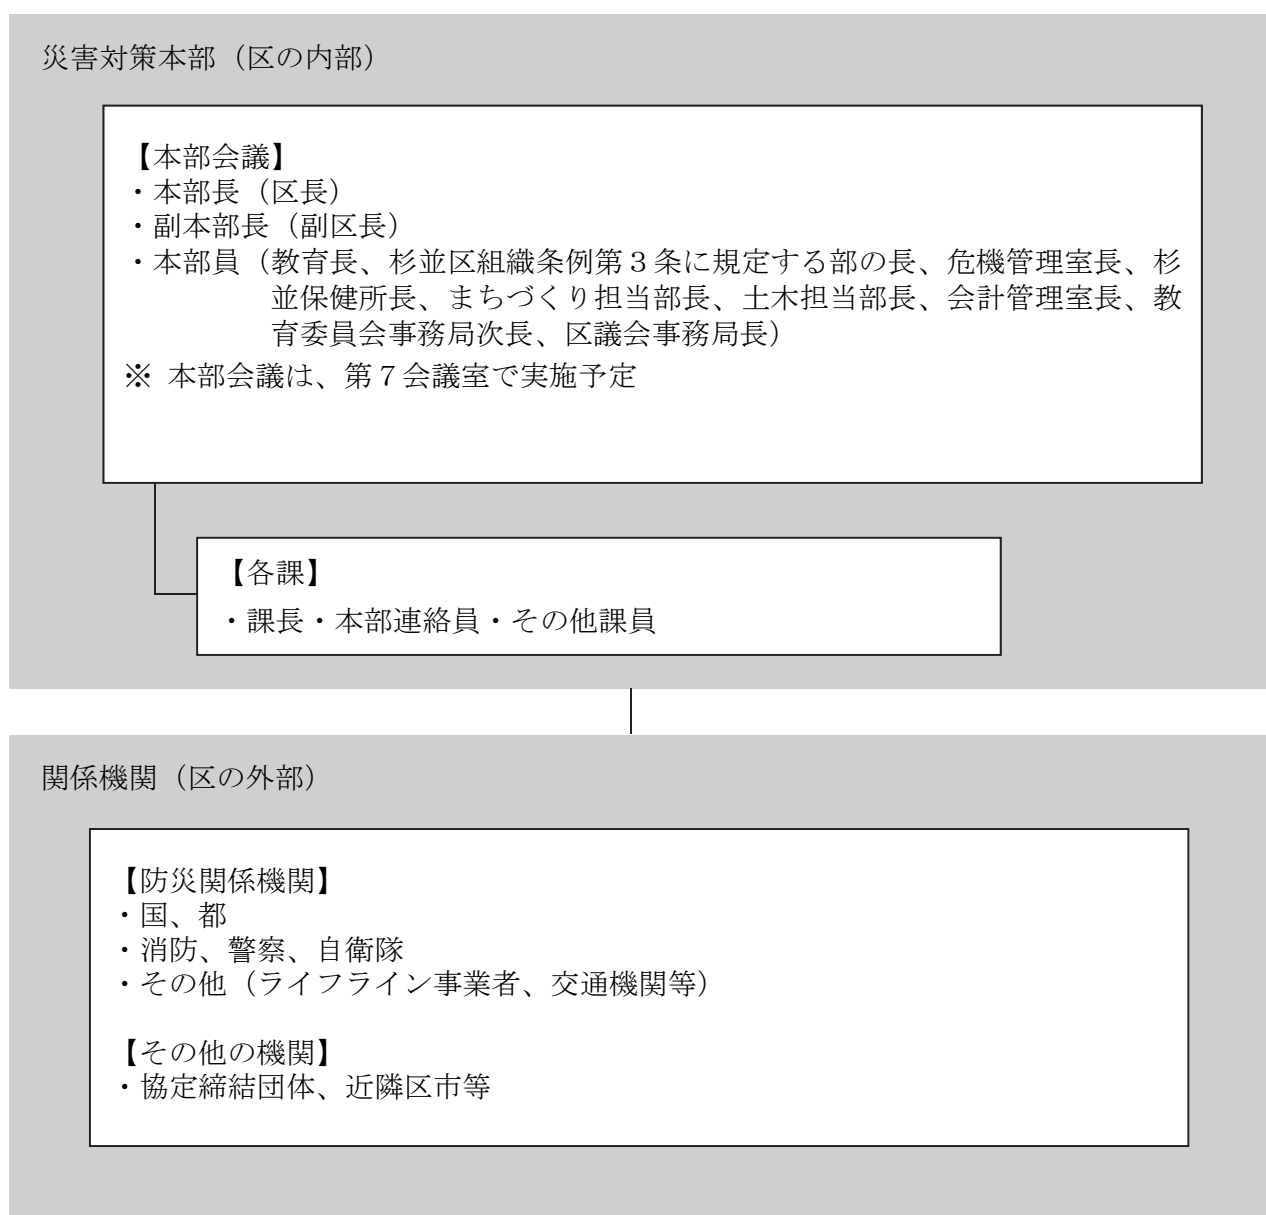 災害対策本部（区の内部）
【本部会議】
・本部長（区長）
・副本部長（副区長）
・本部員（教育長、杉並区組織条例第３条に規定する部の長、危機管理室長、杉
並保健所長、まちづくり担当部長、土木担当部長、会計管理室長、教
育委員会事務局次長、区議会事務局長）
※ 本部会議は、第７会議室で実施予定
【各課】
・課長・本部連絡員・その他課員
関係機関（区の外部）
【防災関係機関】
・国、都
・消防、警察、自衛隊
・その他（ライフライン事業者、交通機関等）
【その他の機関】
・協定締結団体、近隣区市等